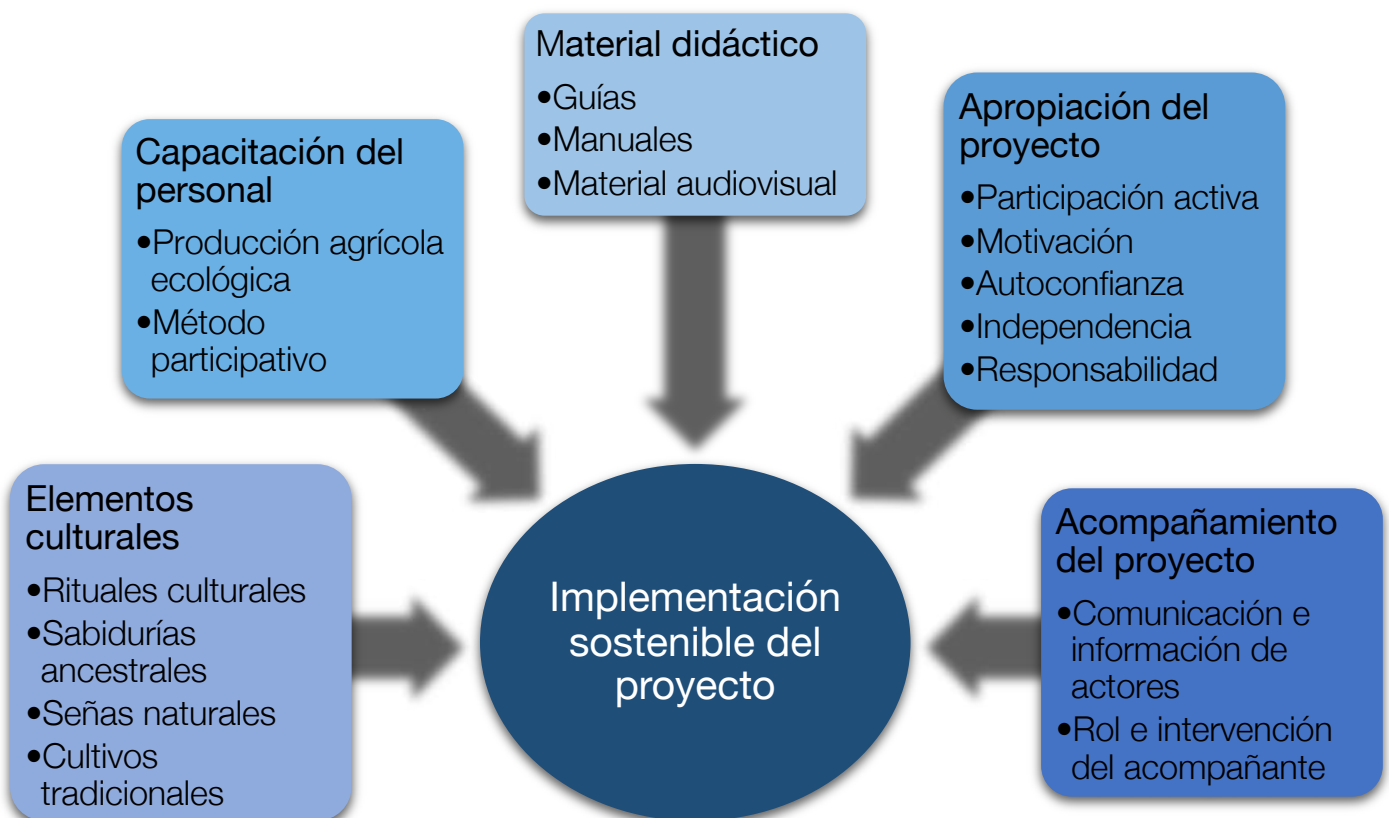 Material didáctico
•Guías
•Manuales
•Material audiovisual
Capacitación del
personal
•Producción agrícola
ecológica
•Método
participativo
Apropiación del
proyecto
•Participación activa
•Motivación
•Autoconfianza
•Independencia
•Responsabilidad
Elementos
culturales
•Rituales culturales
•Sabidurías
ancestrales
•Señas naturales
•Cultivos
tradicionales
Implementación
sostenible del
proyecto
Acompañamiento
del proyecto
•Comunicación e
información de
actores
•Rol e intervención
del acompañante